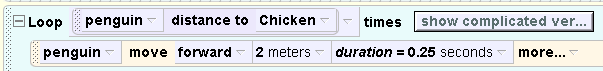 Loop penguin distance to Chicken times show complicated ver...
penguin move forward 2 meters duration = 0.25 seconds more...